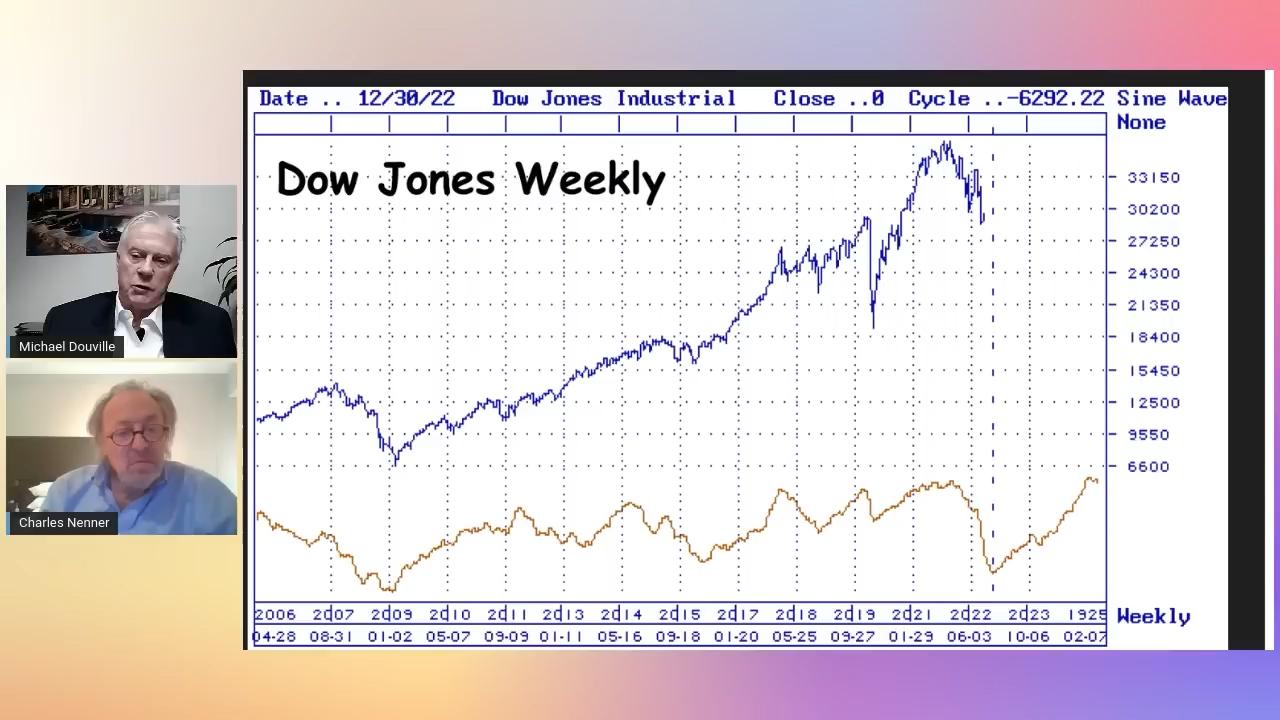 Date .. 12/30/22 Dow Jones Industrial Close ..0 Cycle ..-6292.22 Sine Wave
None
Dow Jones Weekly
33150
30200
27250
24300
21350
18400
15450
12500
9550
6600
Michael Douville
Charles Nenner
2006 2007 2009 2010 2011 2013 2014 2015 2017 2018 2019 2021 2022 2023 1925 Weekly
04-28 08-31 01-02 05-07 09-09 01-11 05-16 09-18 01-20 05-25 09-27 01-29 06-03 10-06 02-07